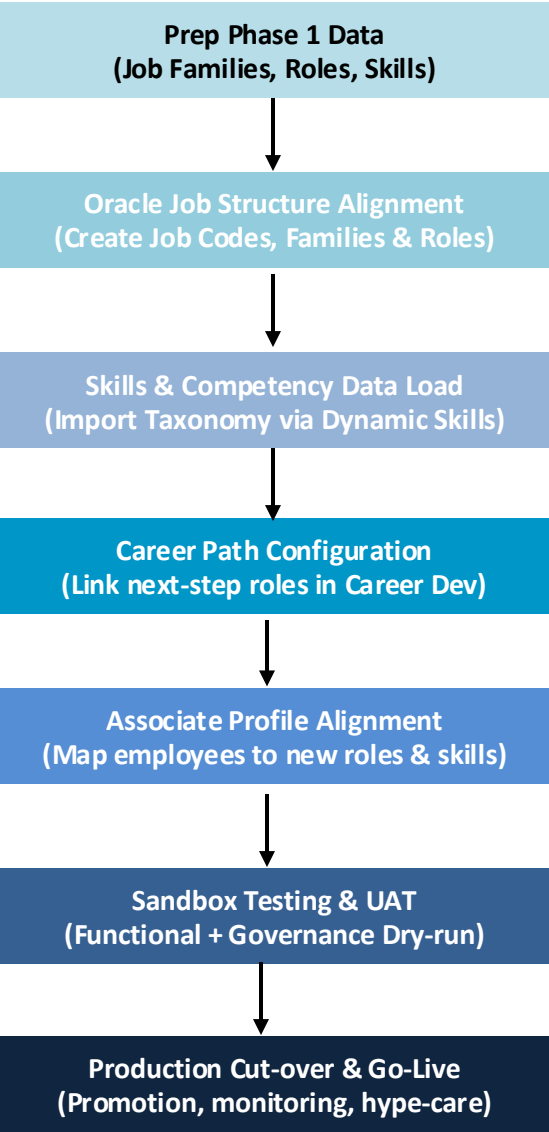 Prep Phase 1 Data
(Job Families, Roles, Skills)
Oracle Job Structure Alignment
(Create Job Codes, Families & Roles)
Skills & Competency Data Load
(Import Taxonomy via Dynamic Skills)
Career Path Configuration
(Link next-step roles in Career Dev)
Associate Profile Alignment
(Map employees to new roles & skills)
Sandbox Testing & UAT
(Functional + Governance Dry-run)
Production Cut-over & Go-Live
(Promotion, monitoring, hype-care)